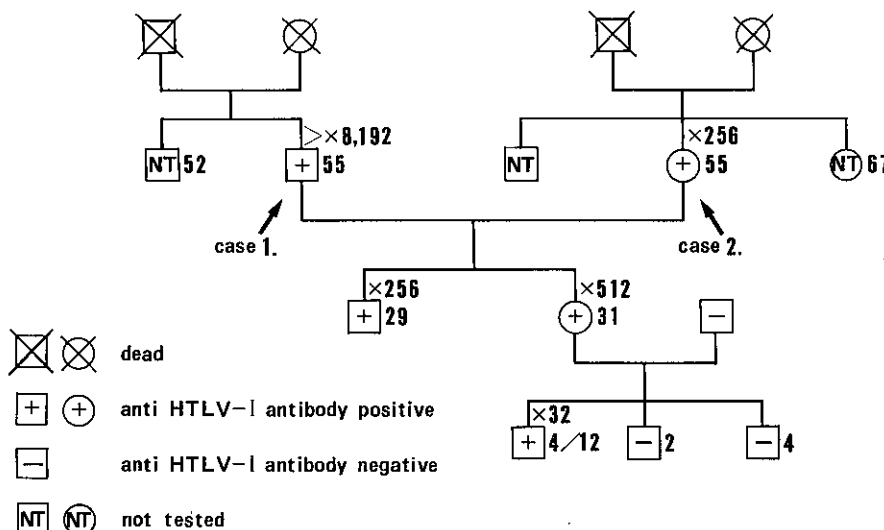 >×8,192
×256
NT 52
+ 55
NT
+ 55
NT 67
case 1.
case 2.
×256
×512
+ 29
+ 31
−
dead
×32
+ anti HTLV-I antibody positive
+ 4/12
− 2
− 4
− anti HTLV-I antibody negative
NT NT not tested